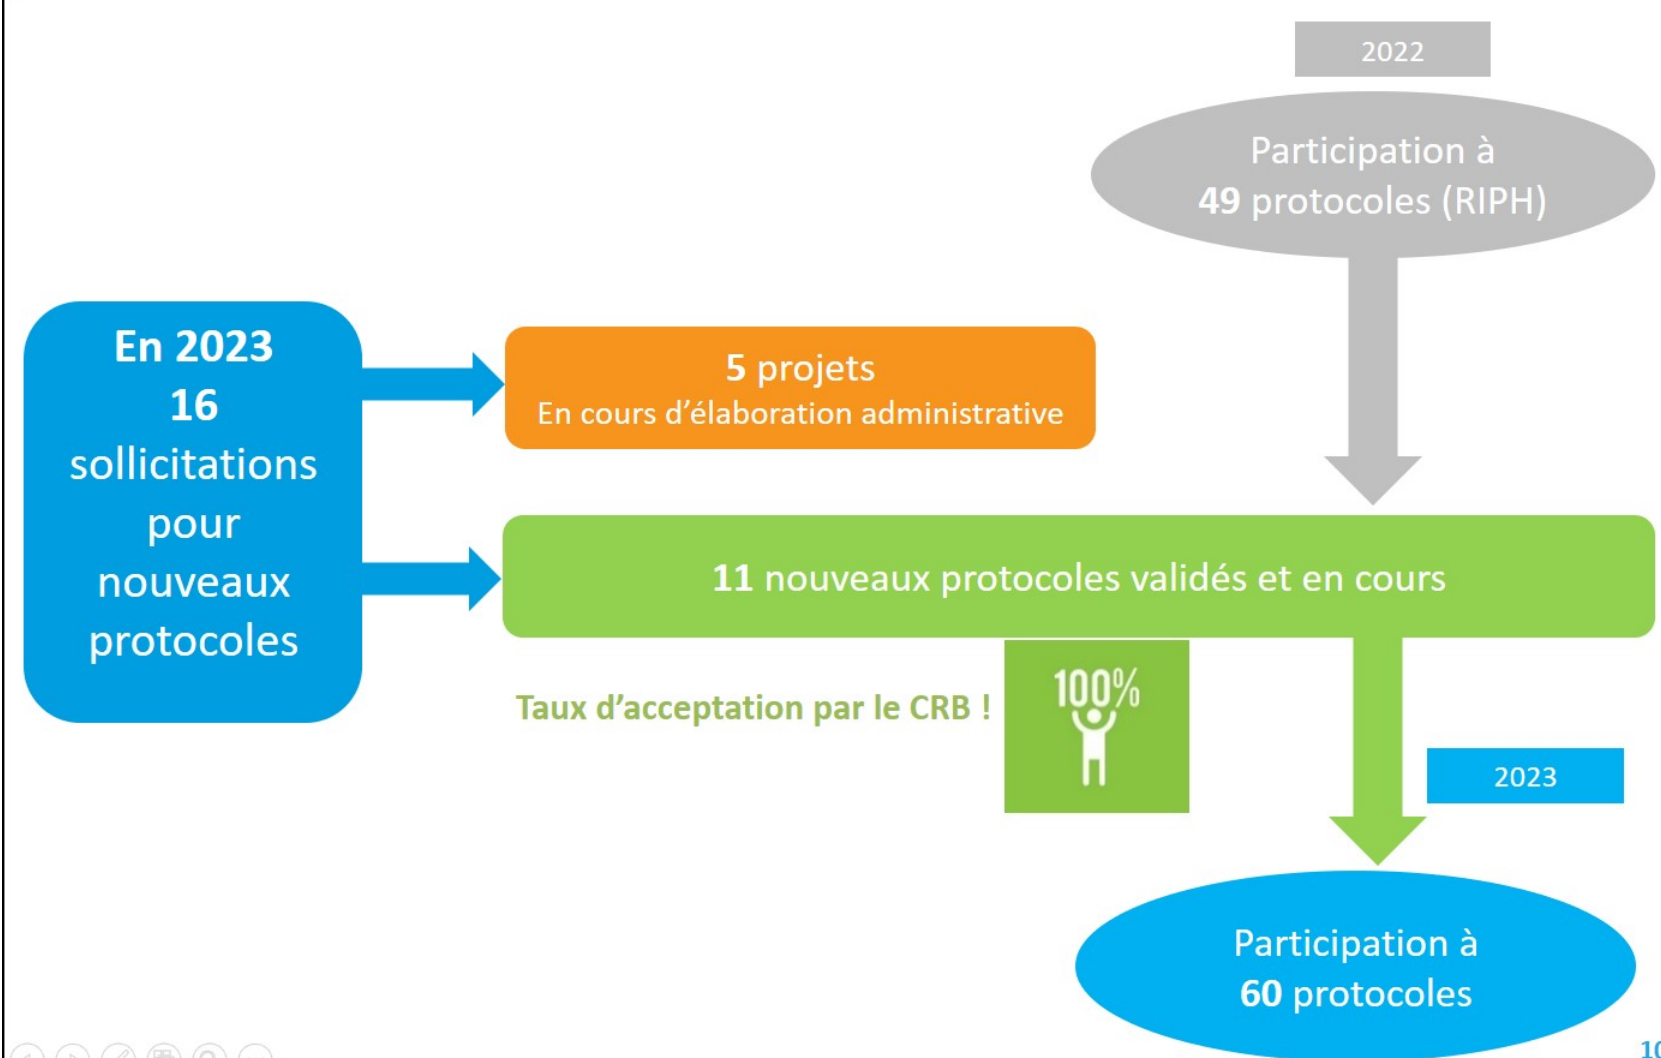 2022
Participation à
49 protocoles (RIPH)
En 2023
16
sollicitations
pour
nouveaux
protocoles
5 projets
En cours d’élaboration administrative
11 nouveaux protocoles validés et en cours
Taux d’acceptation par le CRB !
100%
2023
Participation à
60 protocoles
10